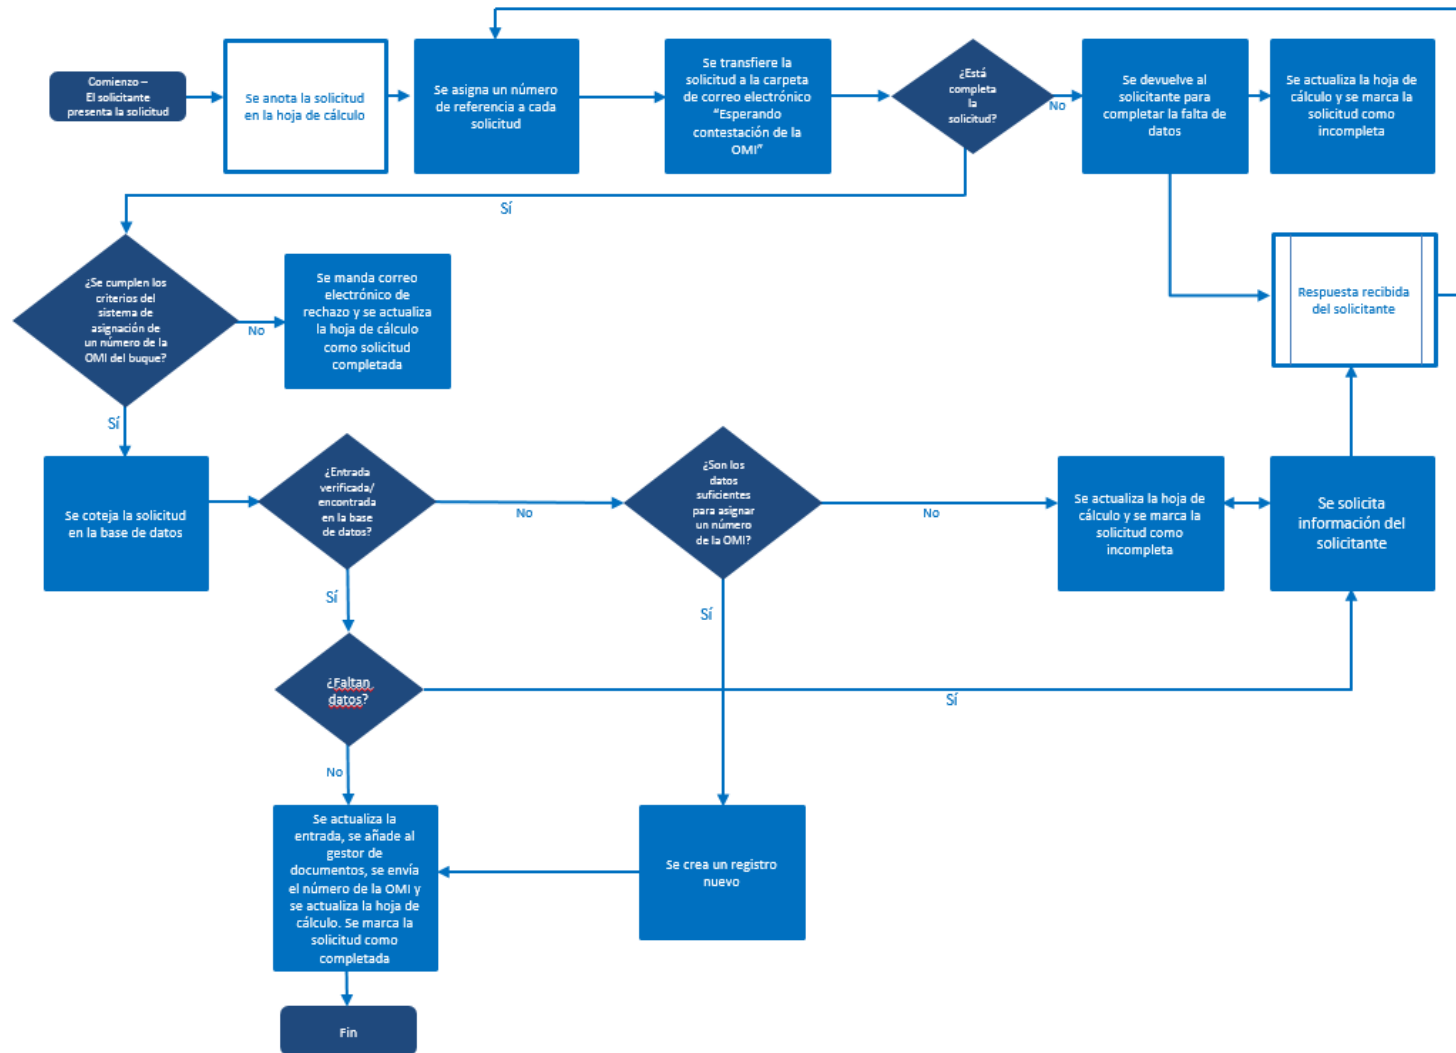 Comienzo –
El solicitante
presenta la solicitud
Se anota la solicitud
en la hoja de cálculo
Se asigna un número
de referencia a cada
solicitud
Se transfiere la
solicitud a la carpeta
de correo electrónico
“Esperando
contestación de la
OMI”
¿Está
completa
la
solicitud?
No
Se devuelve al
solicitante para
completar la falta de
datos
Se actualiza la hoja de
cálculo y se marca la
solicitud como
incompleta
Sí
¿Se cumplen los
criterios del
sistema de
asignación de
un número de la
OMI del buque?
No
Se manda correo
electrónico de
rechazo y se actualiza
la hoja de cálculo
como solicitud
completada
Respuesta recibida
del solicitante
Sí
Se coteja la solicitud
en la base de datos
¿Entrada
verificada/
encontrada
en la base
de datos?
No
¿Son los
datos
suficientes
para asignar
un número
de la OMI?
No
Se actualiza la hoja de
cálculo y se marca la
solicitud como
incompleta
Se solicita
información del
solicitante
Sí
Sí
¿Faltan
datos?
Sí
No
Se actualiza la
entrada, se añade al
gestor de
documentos, se envía
el número de la OMI y
se actualiza la hoja de
cálculo. Se marca la
solicitud como
completada
Se crea un registro
nuevo
Fin